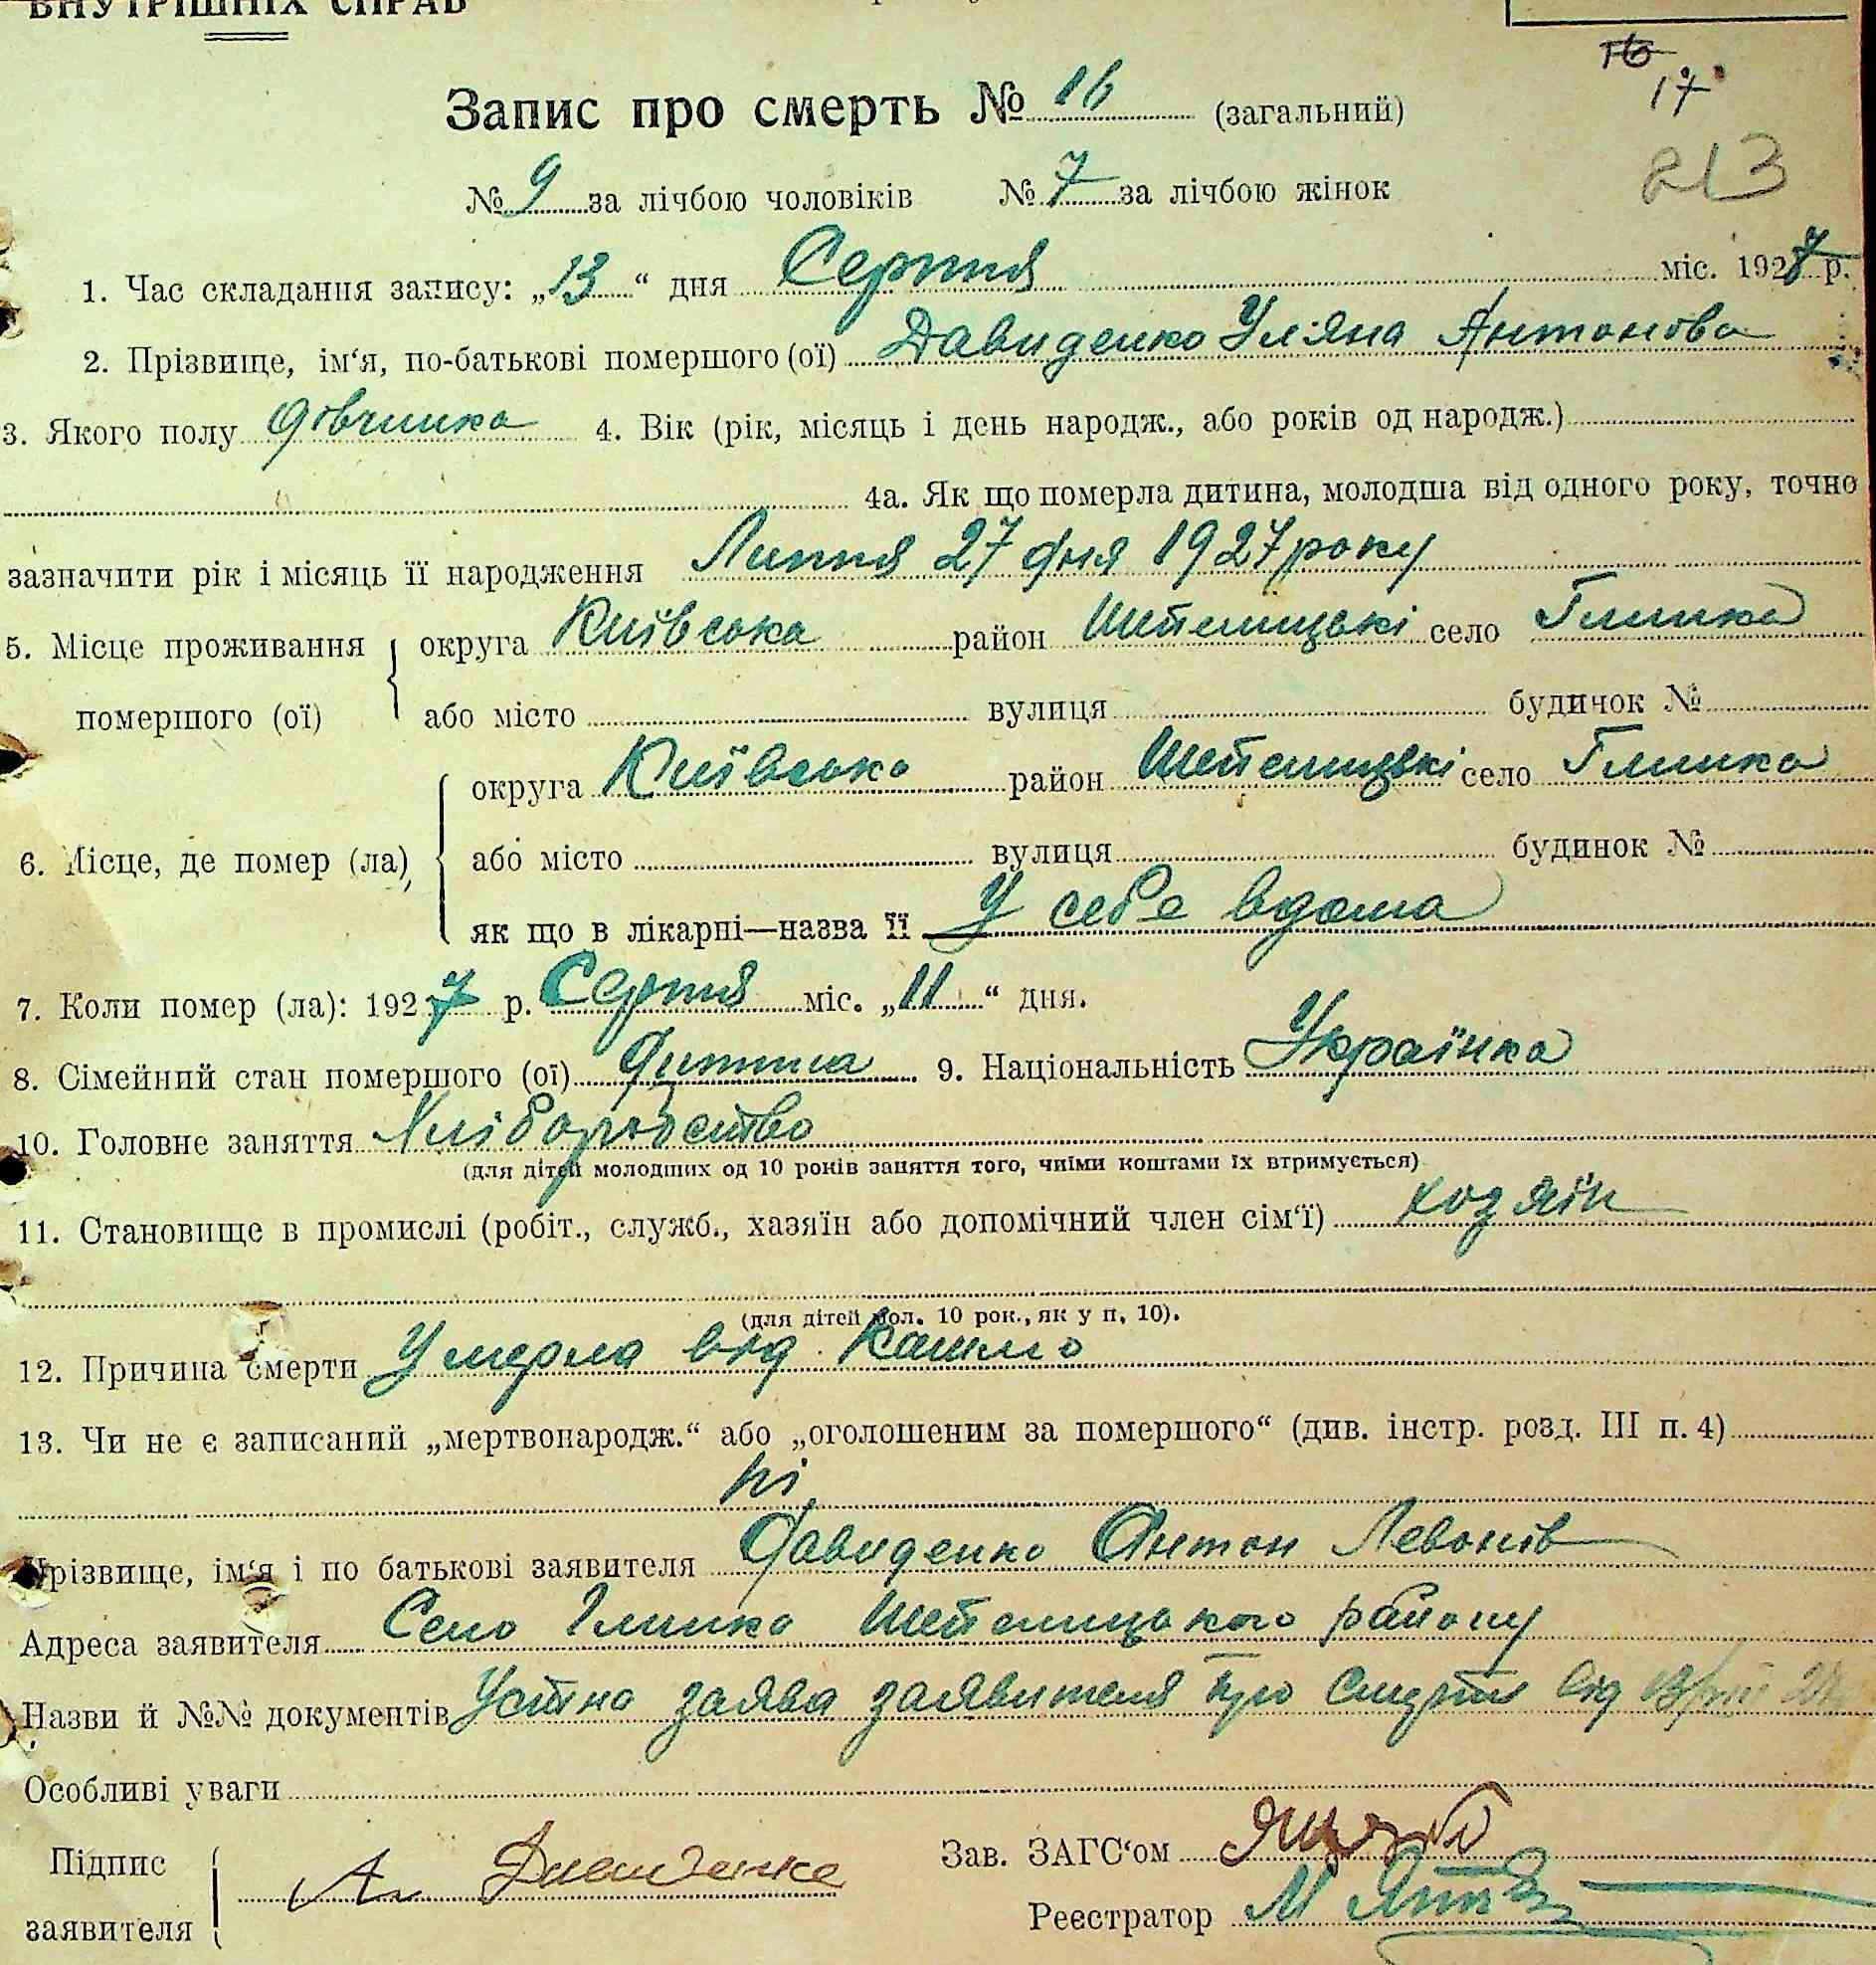 ВНУТРІШНІХ СПРАВ
16
17
213
Запис про смерть № 16 (загальний)
№ 9 за лічбою чоловіків № 7 за лічбою жінок
1. Час складання запису: „13“ дня Серпня міс. 1927 р.
2. Прізвище, ім‘я, по-батькові помершого (ої) Давиденко Уляна Антонова
3. Якого полу дівчинка 4. Вік (рік, місяць і день народж., або років од народж.)
4а. Як що померла дитина, молодша від одного року, точно
зазначити рік і місяць її народження Липня 27 дня 1927 року
5. Місце проживання округа Київська район село Глинка
помершого (ої) або місто вулиця будинок №
округа Київська район село Глинка
6. Місце, де помер (ла) або місто вулиця будинок №
як що в лікарні—назва її У себе вдома
7. Коли помер (ла): 1927 р. Серпня міс. „11“ дня.
8. Сімейний стан помершого (ої) Дитина 9. Національність Українка
10. Головне заняття Хліборобство
(для дітей молодших од 10 років заняття того, чиїми коштами їх втримується)
11. Становище в промислі (робіт., служб., хазяїн або допомічний член сім‘ї) хозяїн
(для дітей мол. 10 рок., як у п. 10).
12. Причина смерти Умерла від Кашлю
13. Чи не є записаний „мертвонародж.“ або „оголошеним за помершого“ (див. інстр. розд. III п. 4)
ні
Прізвище, ім‘я і по батькові заявителя Давиденко Антон Левонів
Адреса заявителя Село Глинка району
Назви й №№ документів Устна заява заявителя про Смерть від
Особливі уваги
Підпис А. Давиденко Зав. ЗАГС‘ом
заявителя Реєстратор М